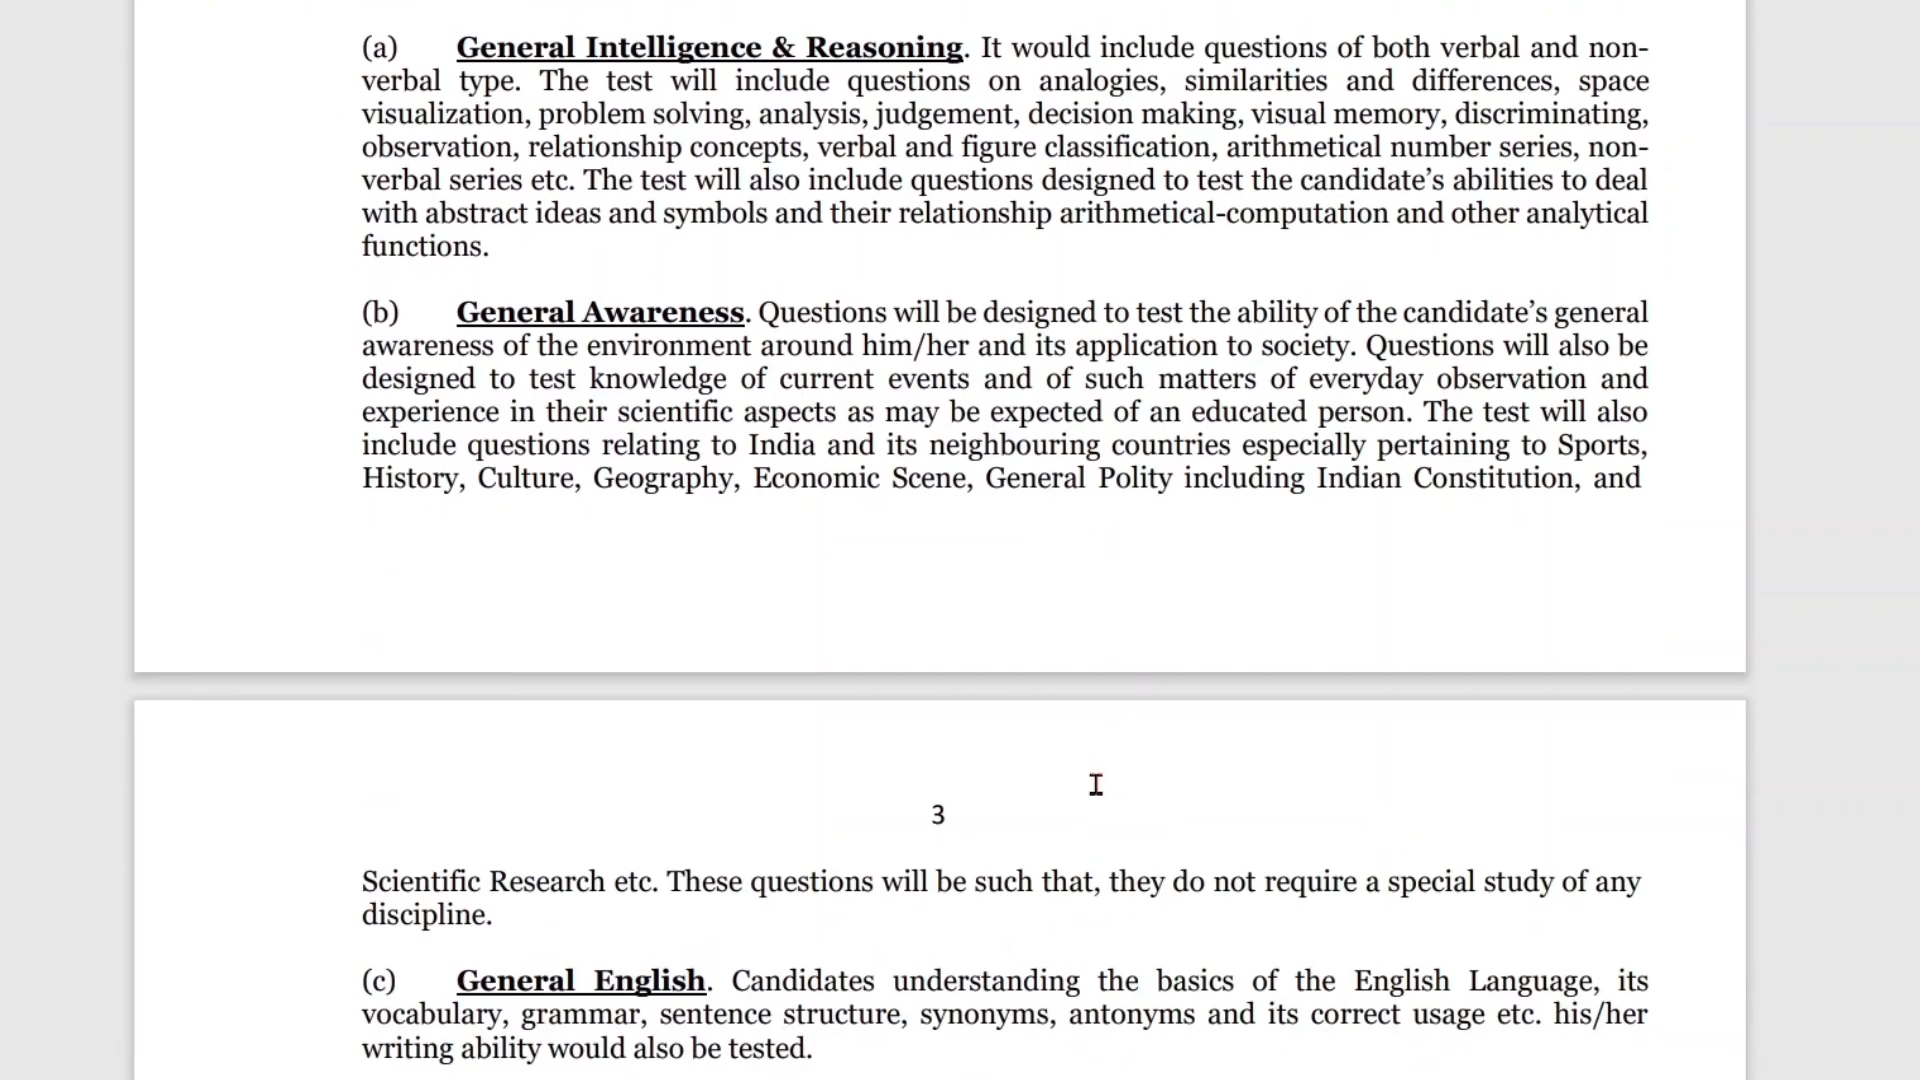 (a) General Intelligence & Reasoning. It would include questions of both verbal and non-
verbal type. The test will include questions on analogies, similarities and differences, space
visualization, problem solving, analysis, judgement, decision making, visual memory, discriminating,
observation, relationship concepts, verbal and figure classification, arithmetical number series, non-
verbal series etc. The test will also include questions designed to test the candidate’s abilities to deal
with abstract ideas and symbols and their relationship arithmetical-computation and other analytical
functions.
(b) General Awareness. Questions will be designed to test the ability of the candidate’s general
awareness of the environment around him/her and its application to society. Questions will also be
designed to test knowledge of current events and of such matters of everyday observation and
experience in their scientific aspects as may be expected of an educated person. The test will also
include questions relating to India and its neighbouring countries especially pertaining to Sports,
History, Culture, Geography, Economic Scene, General Polity including Indian Constitution, and
3
Scientific Research etc. These questions will be such that, they do not require a special study of any
discipline.
(c) General English. Candidates understanding the basics of the English Language, its
vocabulary, grammar, sentence structure, synonyms, antonyms and its correct usage etc. his/her
writing ability would also be tested.